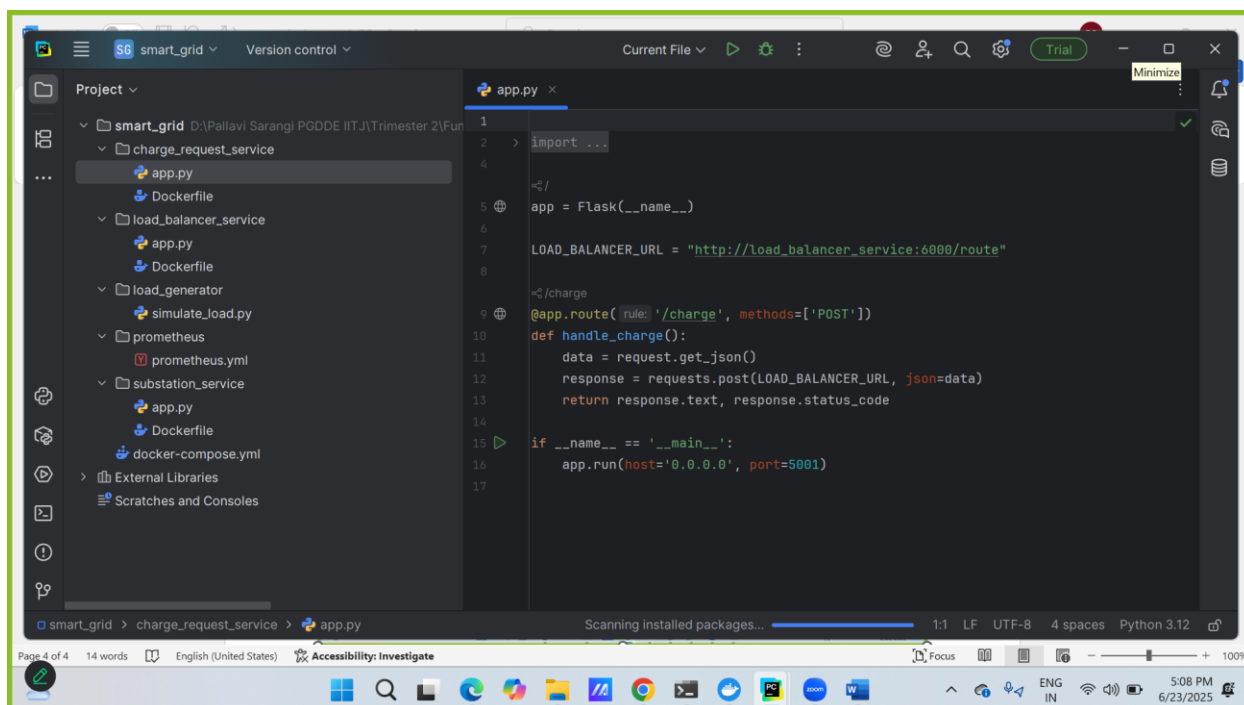 SG smart_grid Version control Current File Trial
Minimize
Project
app.py
smart_grid D:\Pallavi Sarangi PGDDE IITJ\Trimester 2\Fun
charge_request_service
app.py
Dockerfile
load_balancer_service
app.py
Dockerfile
load_generator
simulate_load.py
prometheus
prometheus.yml
substation_service
app.py
Dockerfile
docker-compose.yml
External Libraries
Scratches and Consoles
1
2 import ...
4
/
5 app = Flask(__name__)
6
7 LOAD_BALANCER_URL = "http://load_balancer_service:6000/route"
8
/charge
9 @app.route( rule: '/charge', methods=['POST'])
10 def handle_charge():
11 data = request.get_json()
12 response = requests.post(LOAD_BALANCER_URL, json=data)
13 return response.text, response.status_code
14
15 if __name__ == '__main__':
16 app.run(host='0.0.0.0', port=5001)
17
smart_grid > charge_request_service > app.py Scanning installed packages... 1:1 LF UTF-8 4 spaces Python 3.12
Page 4 of 4 14 words English (United States) Accessibility: Investigate Focus 100%
PC zoom W ENG IN 5:08 PM 6/23/2025